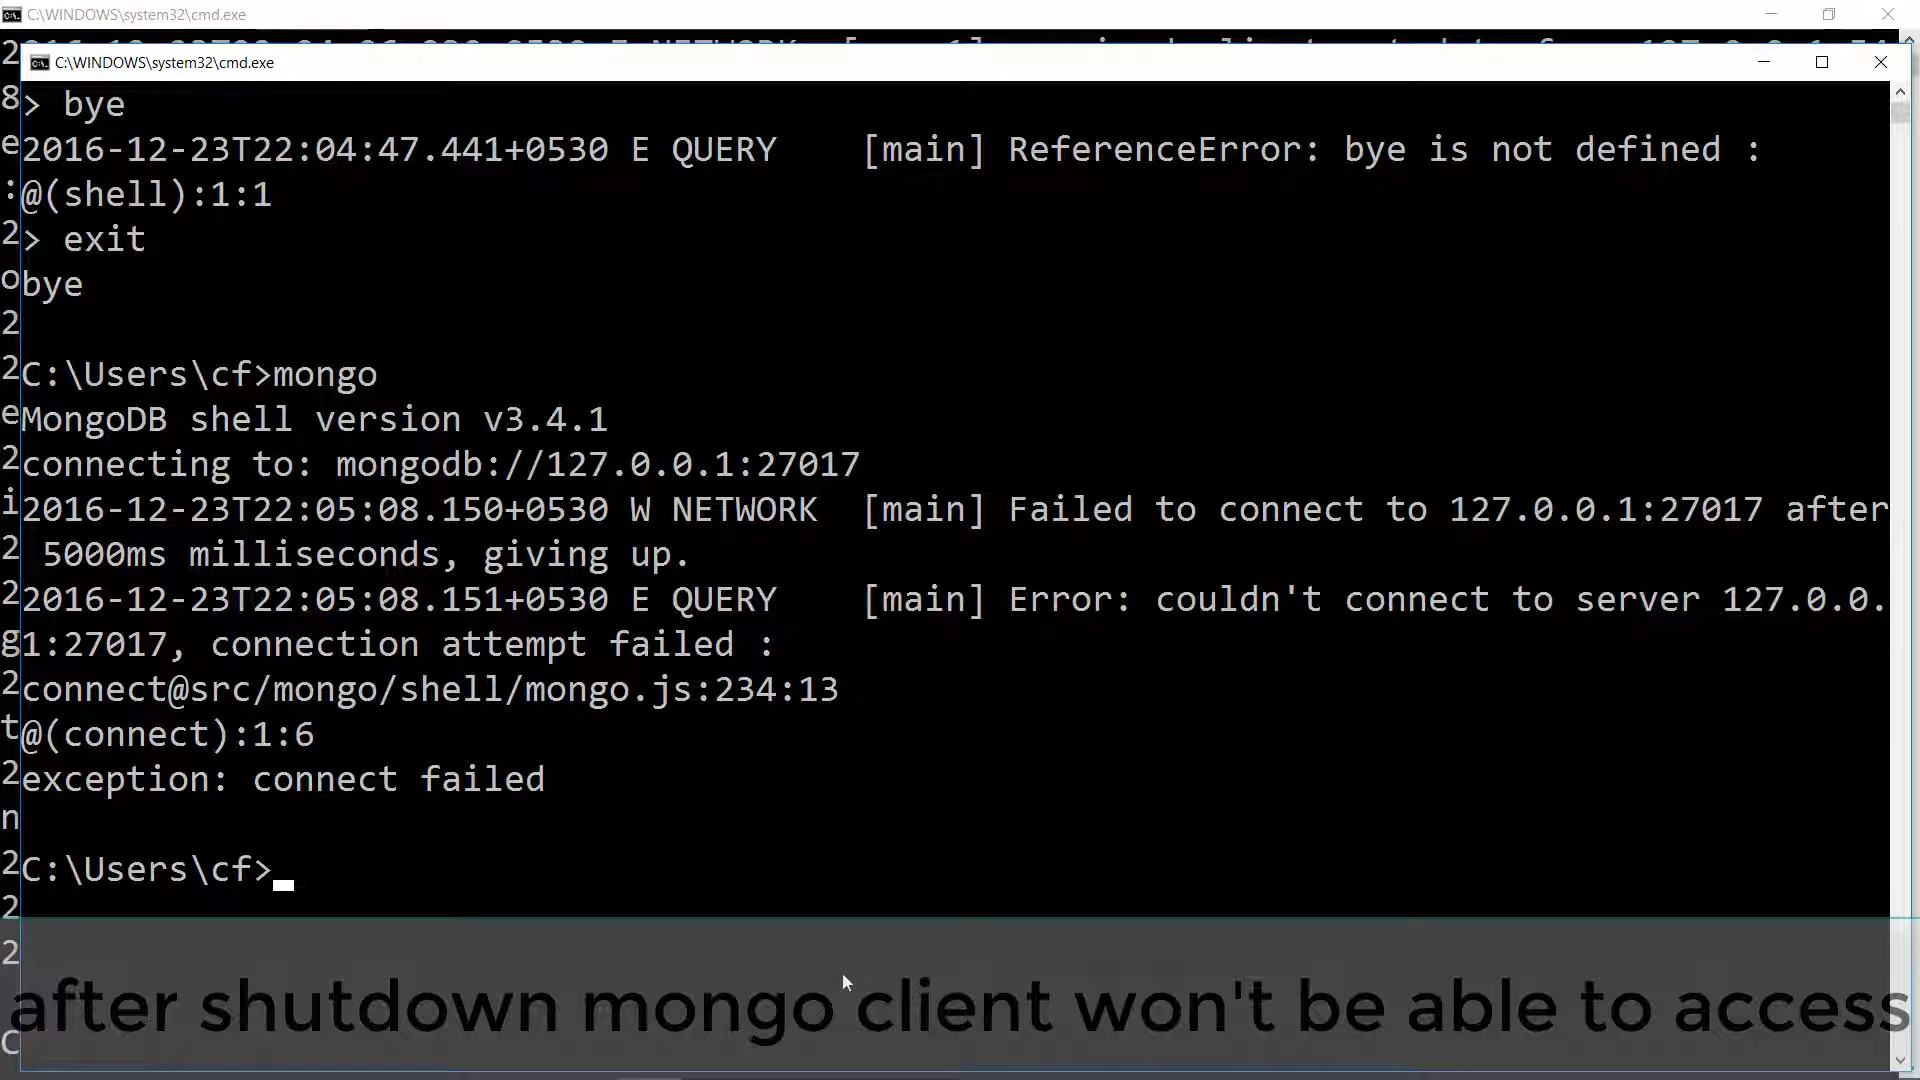 C:\WINDOWS\system32\cmd.exe
C:\WINDOWS\system32\cmd.exe
> bye
2016-12-23T22:04:47.441+0530 E QUERY    [main] ReferenceError: bye is not defined :
@(shell):1:1
> exit
bye
C:\Users\cf>mongo
MongoDB shell version v3.4.1
connecting to: mongodb://127.0.0.1:27017
2016-12-23T22:05:08.150+0530 W NETWORK  [main] Failed to connect to 127.0.0.1:27017 after
 5000ms milliseconds, giving up.
2016-12-23T22:05:08.151+0530 E QUERY    [main] Error: couldn't connect to server 127.0.0.
1:27017, connection attempt failed :
connect@src/mongo/shell/mongo.js:234:13
@(connect):1:6
exception: connect failed
C:\Users\cf>
after shutdown mongo client won't be able to access